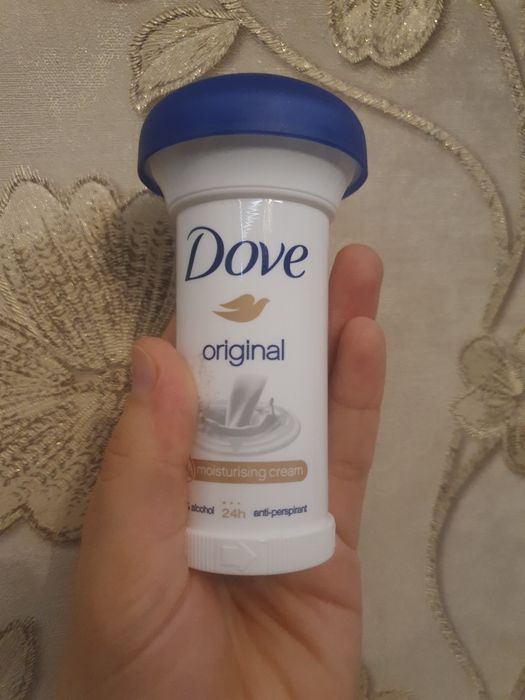 Dove
original
moisturising cream
alcohol 24h anti-perspirant